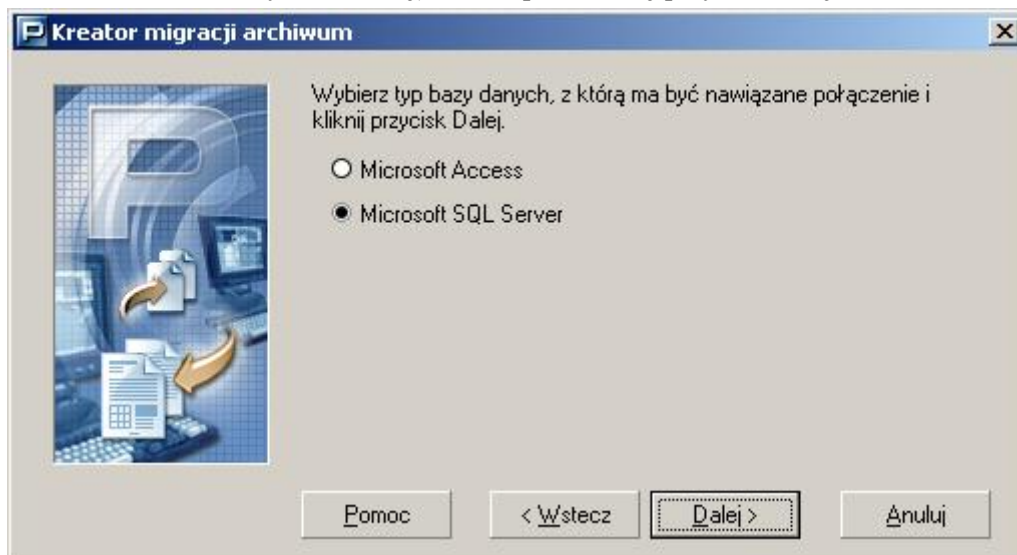 Kreator migracji archiwum
Wybierz typ bazy danych, z którą ma być nawiązane połączenie i
kliknij przycisk Dalej.
Microsoft Access
Microsoft SQL Server
Pomoc
< Wstecz
Dalej >
Anuluj